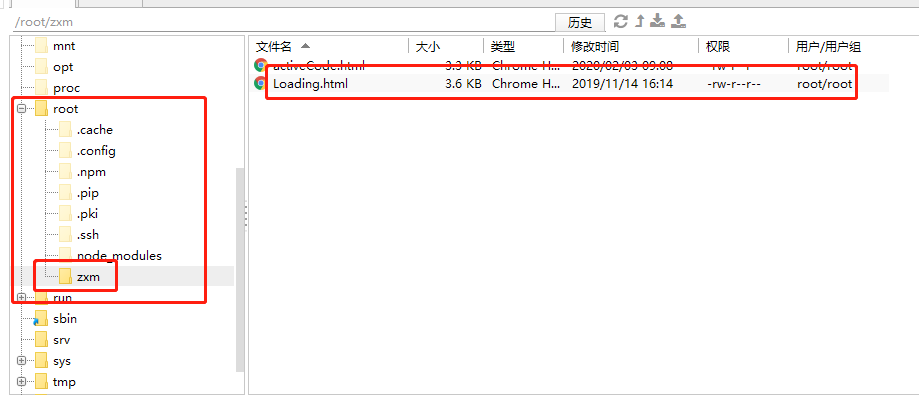 /root/zxm 历史
文件名 大小 类型 修改时间 权限 用户/用户组
activeCode.html 3.3 KB Chrome H... 2020/02/03 09:08 -rw-r--r-- root/root
Loading.html 3.6 KB Chrome H... 2019/11/14 16:14 -rw-r--r-- root/root
mnt
opt
proc
root
.cache
.config
.npm
.pip
.pki
.ssh
node_modules
zxm
run
sbin
srv
sys
tmp